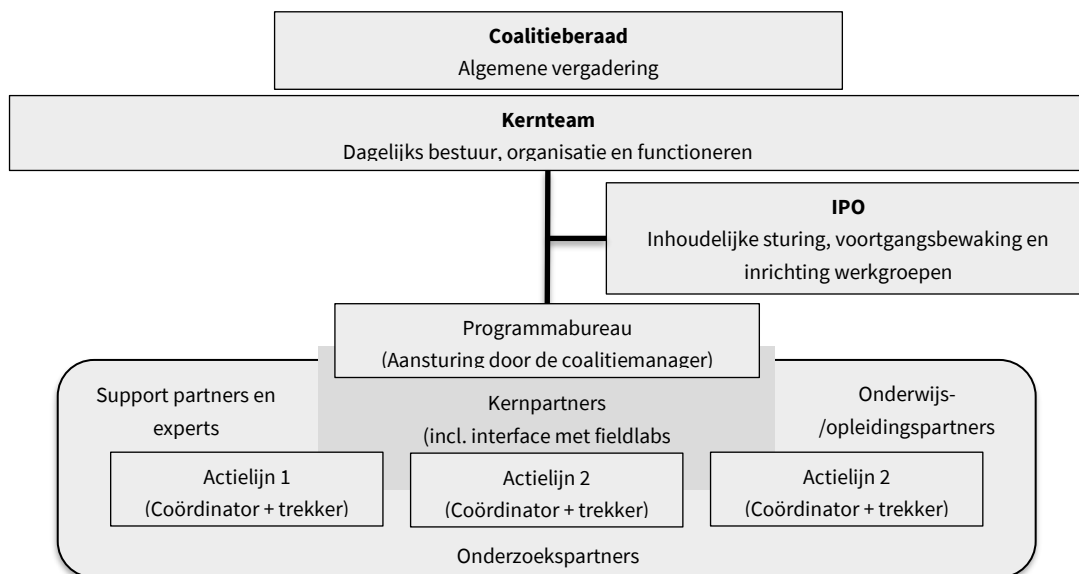 Coalitieberaad
Algemene vergadering
Kernteam
Dagelijks bestuur, organisatie en functioneren
IPO
Inhoudelijke sturing, voortgangsbewaking en
inrichting werkgroepen
Programmabureau
(Aansturing door de coalitiemanager)
Support partners en
experts
Kernpartners
(incl. interface met fieldlabs
Onderwijs-
/opleidingspartners
Actielijn 1
(Coördinator + trekker)
Actielijn 2
(Coördinator + trekker)
Actielijn 2
(Coördinator + trekker)
Onderzoekspartners